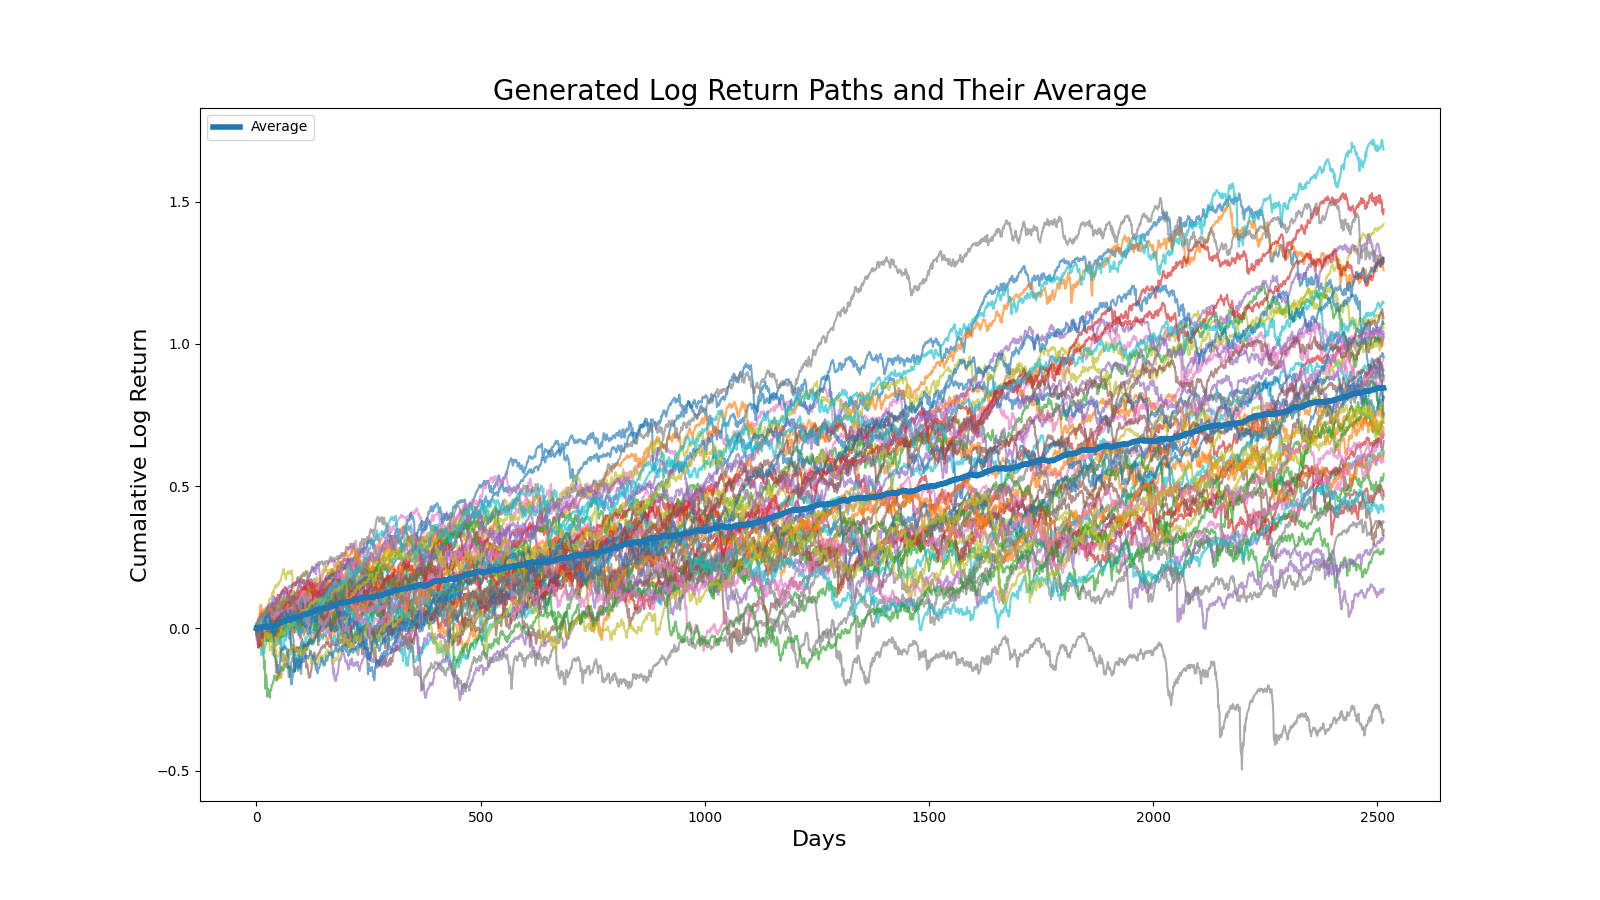 Generated Log Return Paths and Their Average
Average
Cumalative Log Return
1.5
1.0
0.5
0.0
−0.5
0
500
1000
1500
2000
2500
Days